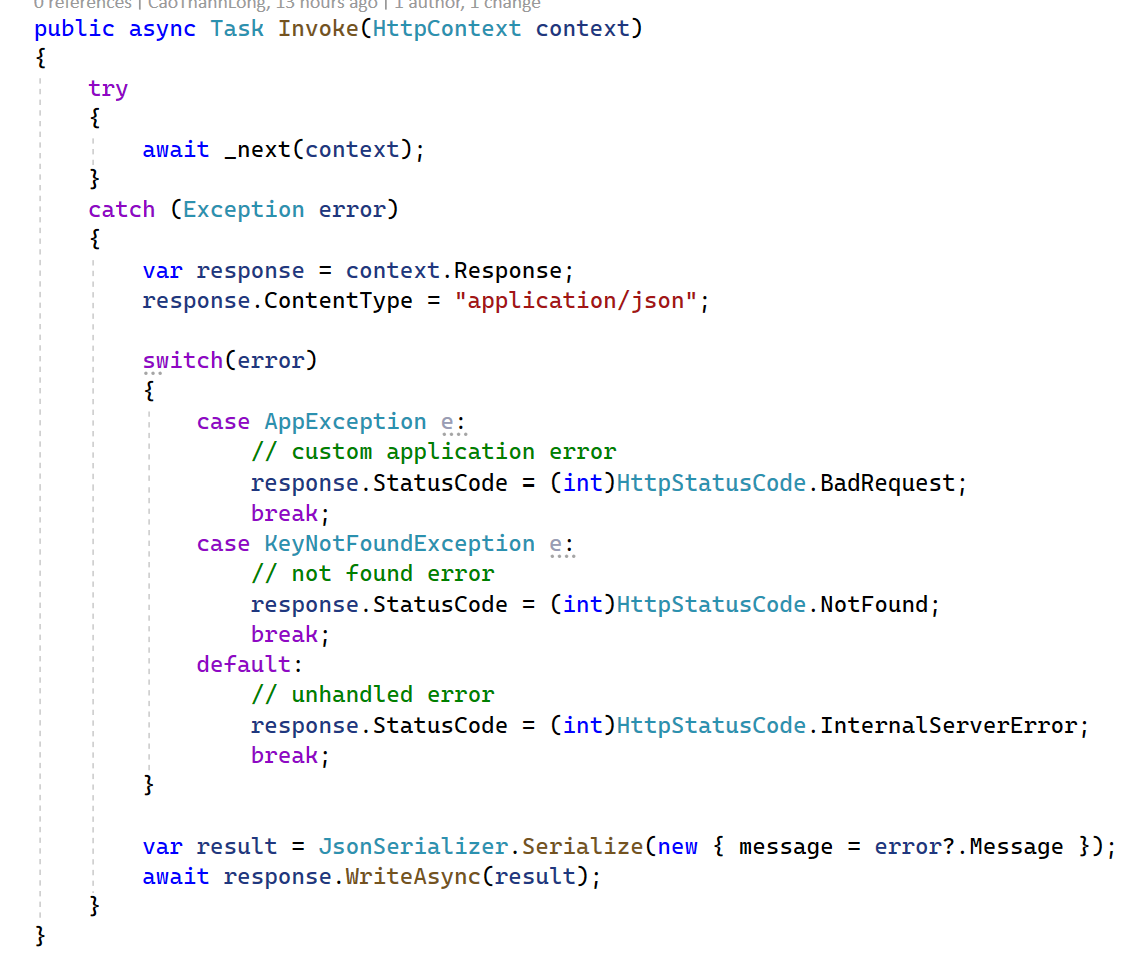 0 references | CaoThanhLong, 13 hours ago | 1 author, 1 change
public async Task Invoke(HttpContext context)
{
    try
    {
        await _next(context);
    }
    catch (Exception error)
    {
        var response = context.Response;
        response.ContentType = "application/json";

        switch(error)
        {
            case AppException e:
                // custom application error
                response.StatusCode = (int)HttpStatusCode.BadRequest;
                break;
            case KeyNotFoundException e:
                // not found error
                response.StatusCode = (int)HttpStatusCode.NotFound;
                break;
            default:
                // unhandled error
                response.StatusCode = (int)HttpStatusCode.InternalServerError;
                break;
        }

        var result = JsonSerializer.Serialize(new { message = error?.Message });
        await response.WriteAsync(result);
    }
}